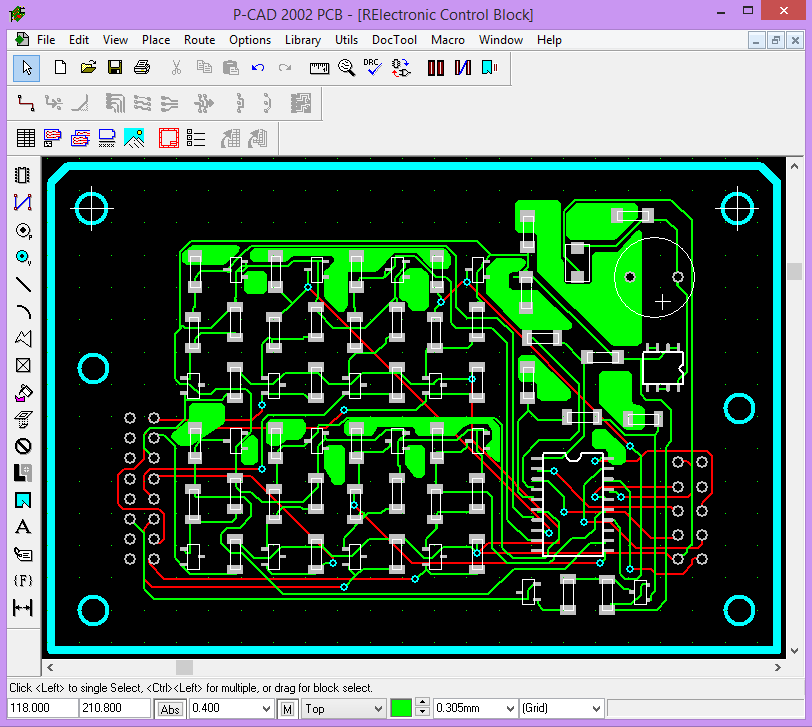 P-CAD 2002 PCB - [RElectronic Control Block]
File Edit View Place Route Options Library Utils DocTool Macro Window Help
DRC
P
V
A
{F}
Click <Left> to single Select, <Ctrl><Left> for multiple, or drag for block select.
118.000 210.800 Abs 0.400 M Top 0.305mm (Grid)